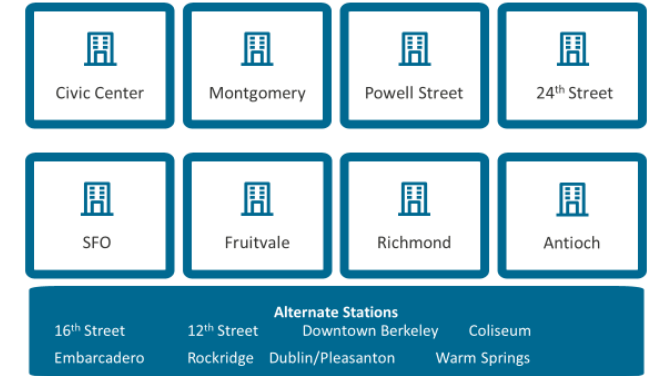 Civic Center Montgomery Powell Street 24th Street
SFO Fruitvale Richmond Antioch
Alternate Stations
16th Street 12th Street Downtown Berkeley Coliseum
Embarcadero Rockridge Dublin/Pleasanton Warm Springs